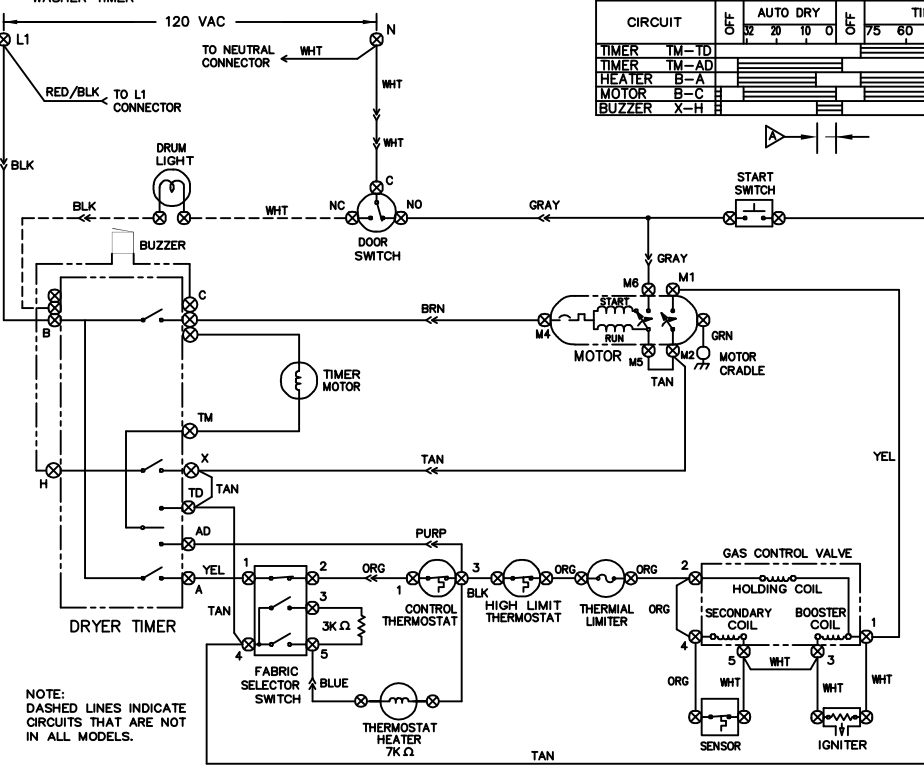 WASHER TIMER
120 VAC
L1
N
TO NEUTRAL
CONNECTOR
WHT
RED/BLK
TO L1
CONNECTOR
WHT
BLK
WHT
CIRCUIT
OFF
AUTO DRY
OFF
32 20 10 0
75 60
TIMER TM-TD
TIMER TM-AD
HEATER B-A
MOTOR B-C
BUZZER X-H
A
DRUM
LIGHT
BLK
WHT
C
NC
NO
DOOR
SWITCH
GRAY
START
SWITCH
BUZZER
GRAY
M6
M1
C
B
BRN
M4
START
RUN
MOTOR
M5
M2
TAN
GRN
MOTOR
CRADLE
TIMER
MOTOR
TM
X
H
TAN
TAN
TD
YEL
AD
PURP
A
YEL
1
2
ORG
1
3
BLK
CONTROL
THERMOSTAT
HIGH LIMIT
THERMOSTAT
ORG
THERMIAL
LIMITER
ORG
GAS CONTROL VALVE
2
HOLDING COIL
ORG
SECONDARY
COIL
BOOSTER
COIL
1
4
5
3
WHT
ORG
WHT
WHT
WHT
SENSOR
IGNITER
DRYER TIMER
TAN
3
3KΩ
4
5
FABRIC
SELECTOR
SWITCH
BLUE
THERMOSTAT
HEATER
7KΩ
NOTE:
DASHED LINES INDICATE
CIRCUITS THAT ARE NOT
IN ALL MODELS.
TAN